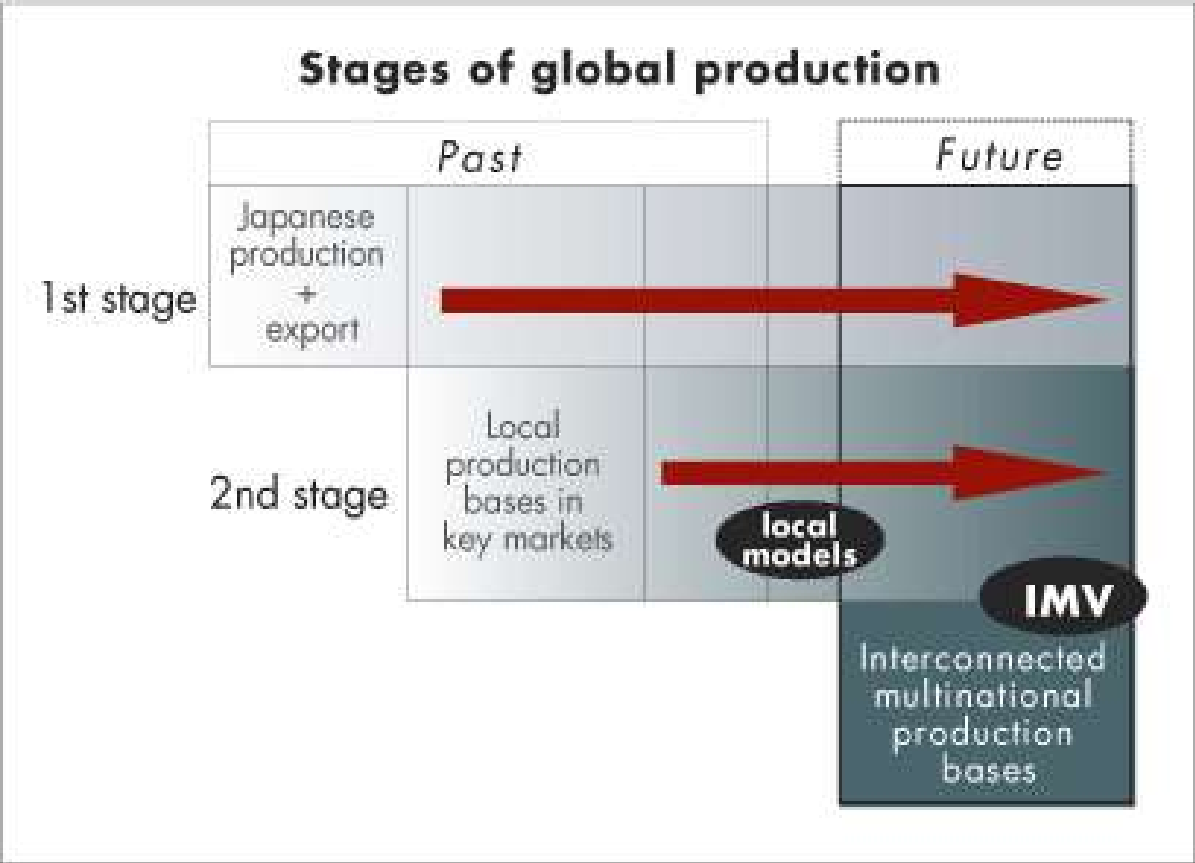 Stages of global production
Past
Future
1st stage
Japanese
production
+
export
2nd stage
Local
production
bases in
key markets
local
models
IMV
Interconnected
multinational
production
bases